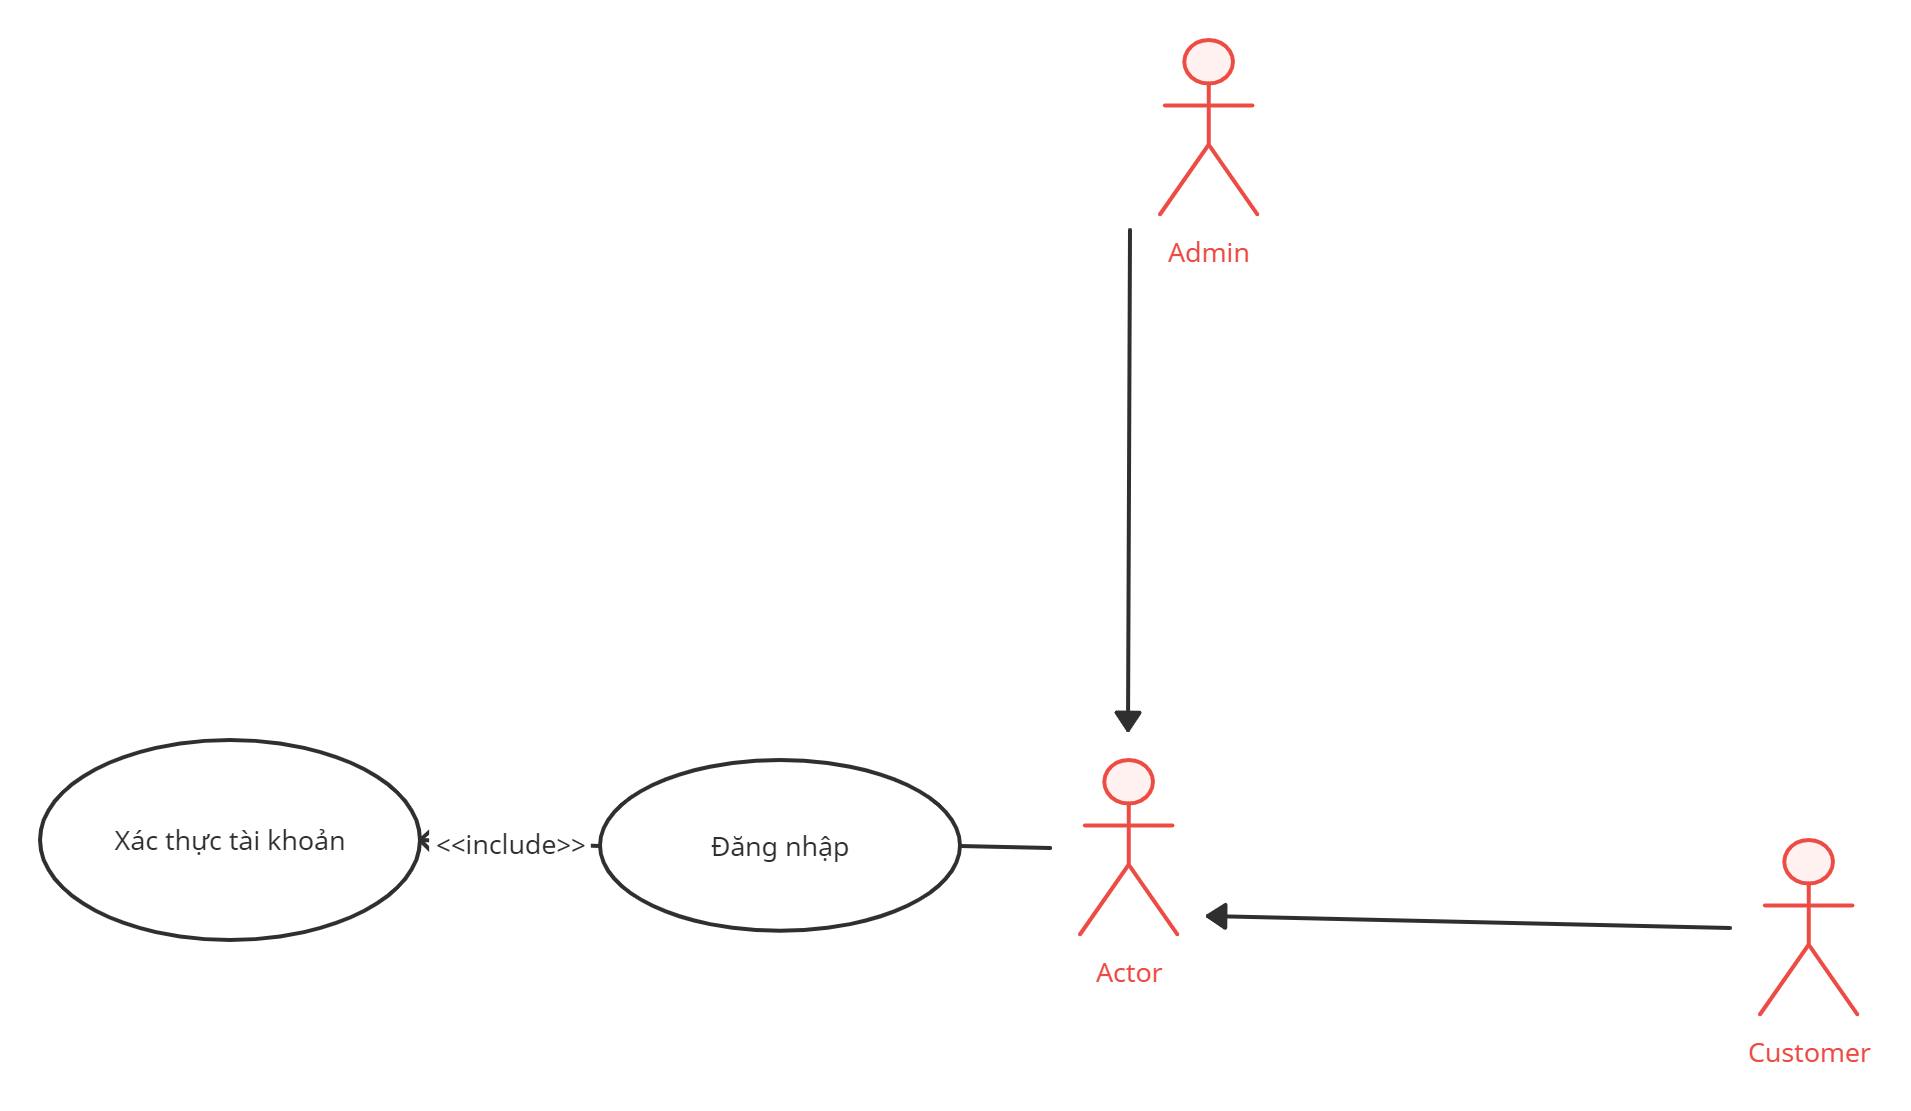 Admin
Xác thực tài khoản
<<include>>
Đăng nhập
Actor
Customer